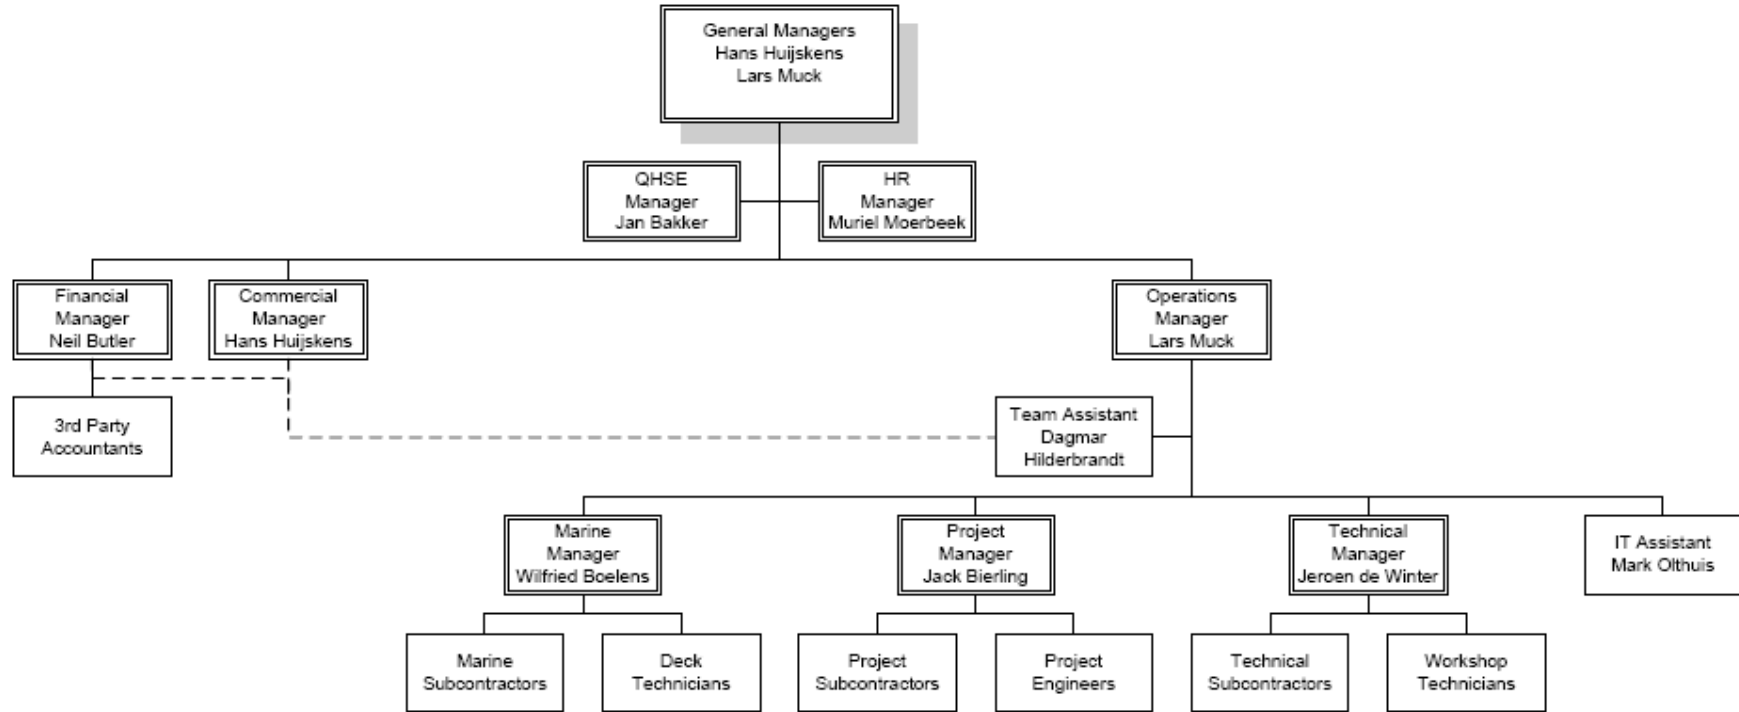 General Managers
Hans Huijskens
Lars Muck
QHSE
Manager
Jan Bakker
HR
Manager
Muriel Moerbeek
Financial
Manager
Neil Butler
Commercial
Manager
Hans Huijskens
Operations
Manager
Lars Muck
3rd Party
Accountants
Team Assistant
Dagmar
Hilderbrandt
Marine
Manager
Wilfried Boelens
Project
Manager
Jack Bierling
Technical
Manager
Jeroen de Winter
IT Assistant
Mark Olthuis
Marine
Subcontractors
Deck
Technicians
Project
Subcontractors
Project
Engineers
Technical
Subcontractors
Workshop
Technicians